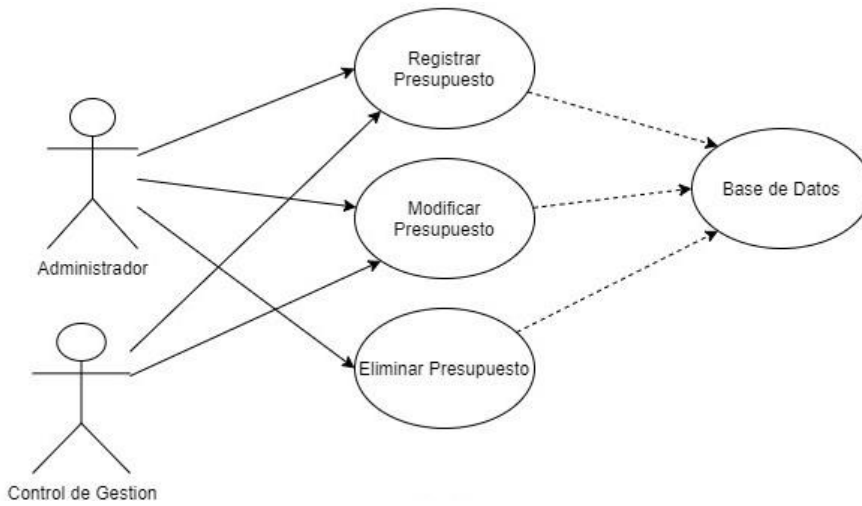 Registrar
Presupuesto
Modificar
Presupuesto
Base de Datos
Administrador
Eliminar Presupuesto
Control de Gestion